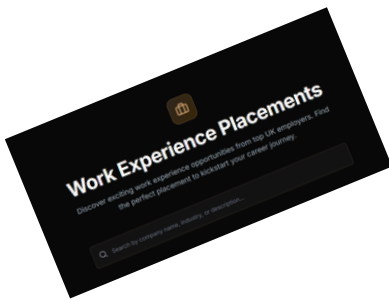 Work Experience Placements
Discover exciting work experience opportunities from top UK employers. Find
the perfect placement to kickstart your career journey.
Search by company name, industry, or description...